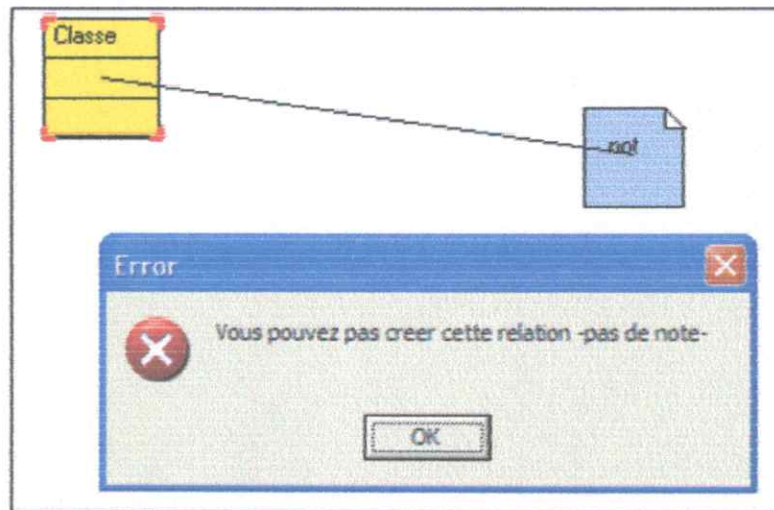 Classe
not
Error
Vous pouvez pas creer cette relation -pas de note-
OK